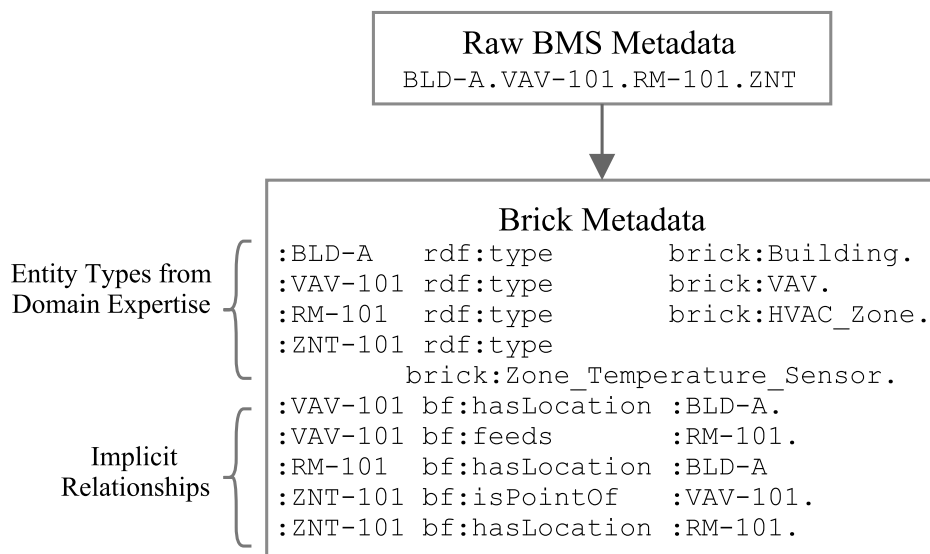 Raw BMS Metadata
BLD-A.VAV-101.RM-101.ZNT
Brick Metadata
Entity Types from
Domain Expertise
:BLD-A rdf:type brick:Building.
:VAV-101 rdf:type brick:VAV.
:RM-101 rdf:type brick:HVAC_Zone.
:ZNT-101 rdf:type
brick:Zone_Temperature_Sensor.
Implicit
Relationships
:VAV-101 bf:hasLocation :BLD-A.
:VAV-101 bf:feeds :RM-101.
:RM-101 bf:hasLocation :BLD-A
:ZNT-101 bf:isPointOf :VAV-101.
:ZNT-101 bf:hasLocation :RM-101.